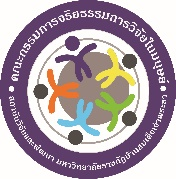 คณะกรรมการจริยธรรมการวิจัยในมนุษย์
สถาบันวิจัยและพัฒนา มหาวิทยาลัยราชภัฏบ้านสมเด็จเจ้าพระยา